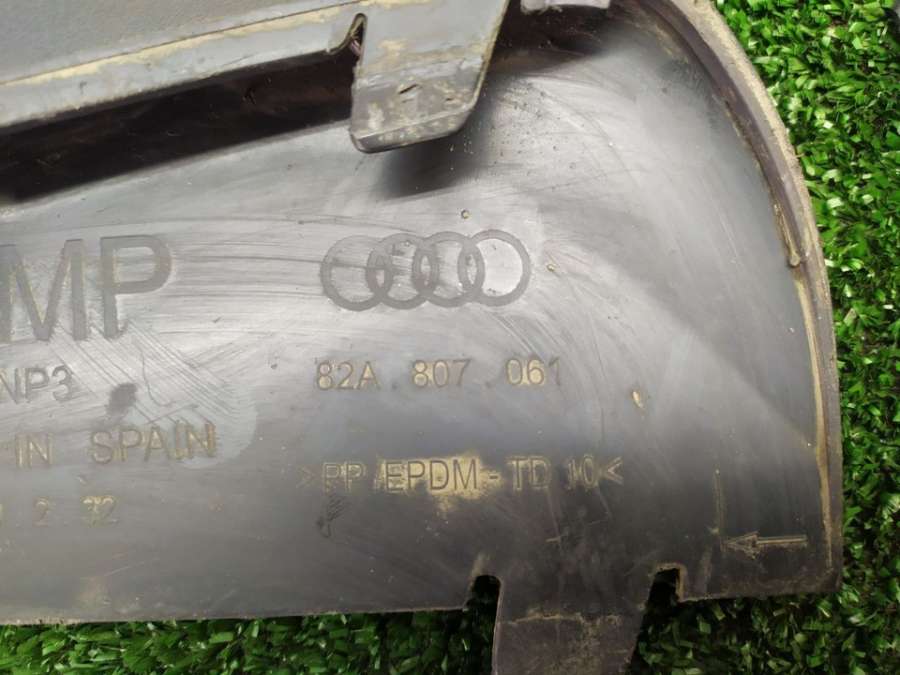 MP
NP3
82A 807 061
IN SPAIN
>PP/EPDM-TD 10<
. 2 . 32